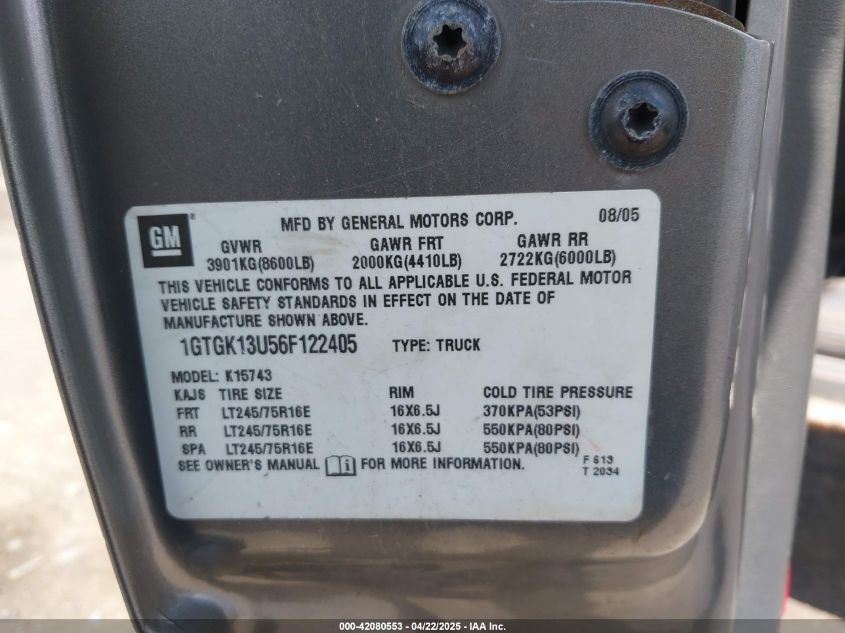 GM
MFD BY GENERAL MOTORS CORP. 08/05
GVWR GAWR FRT GAWR RR
3901KG(8600LB) 2000KG(4410LB) 2722KG(6000LB)
THIS VEHICLE CONFORMS TO ALL APPLICABLE U.S. FEDERAL MOTOR
VEHICLE SAFETY STANDARDS IN EFFECT ON THE DATE OF
MANUFACTURE SHOWN ABOVE.
1GTGK13U56F122405 TYPE: TRUCK
MODEL: K15743
KAJS TIRE SIZE RIM COLD TIRE PRESSURE
FRT LT245/75R16E 16X6.5J 370KPA(53PSI)
RR LT245/75R16E 16X6.5J 550KPA(80PSI)
SPA LT245/75R16E 16X6.5J 550KPA(80PSI)
SEE OWNER'S MANUAL FOR MORE INFORMATION.
F 613
T 2034
000-42080553 - 04/22/2025 - IAA Inc.